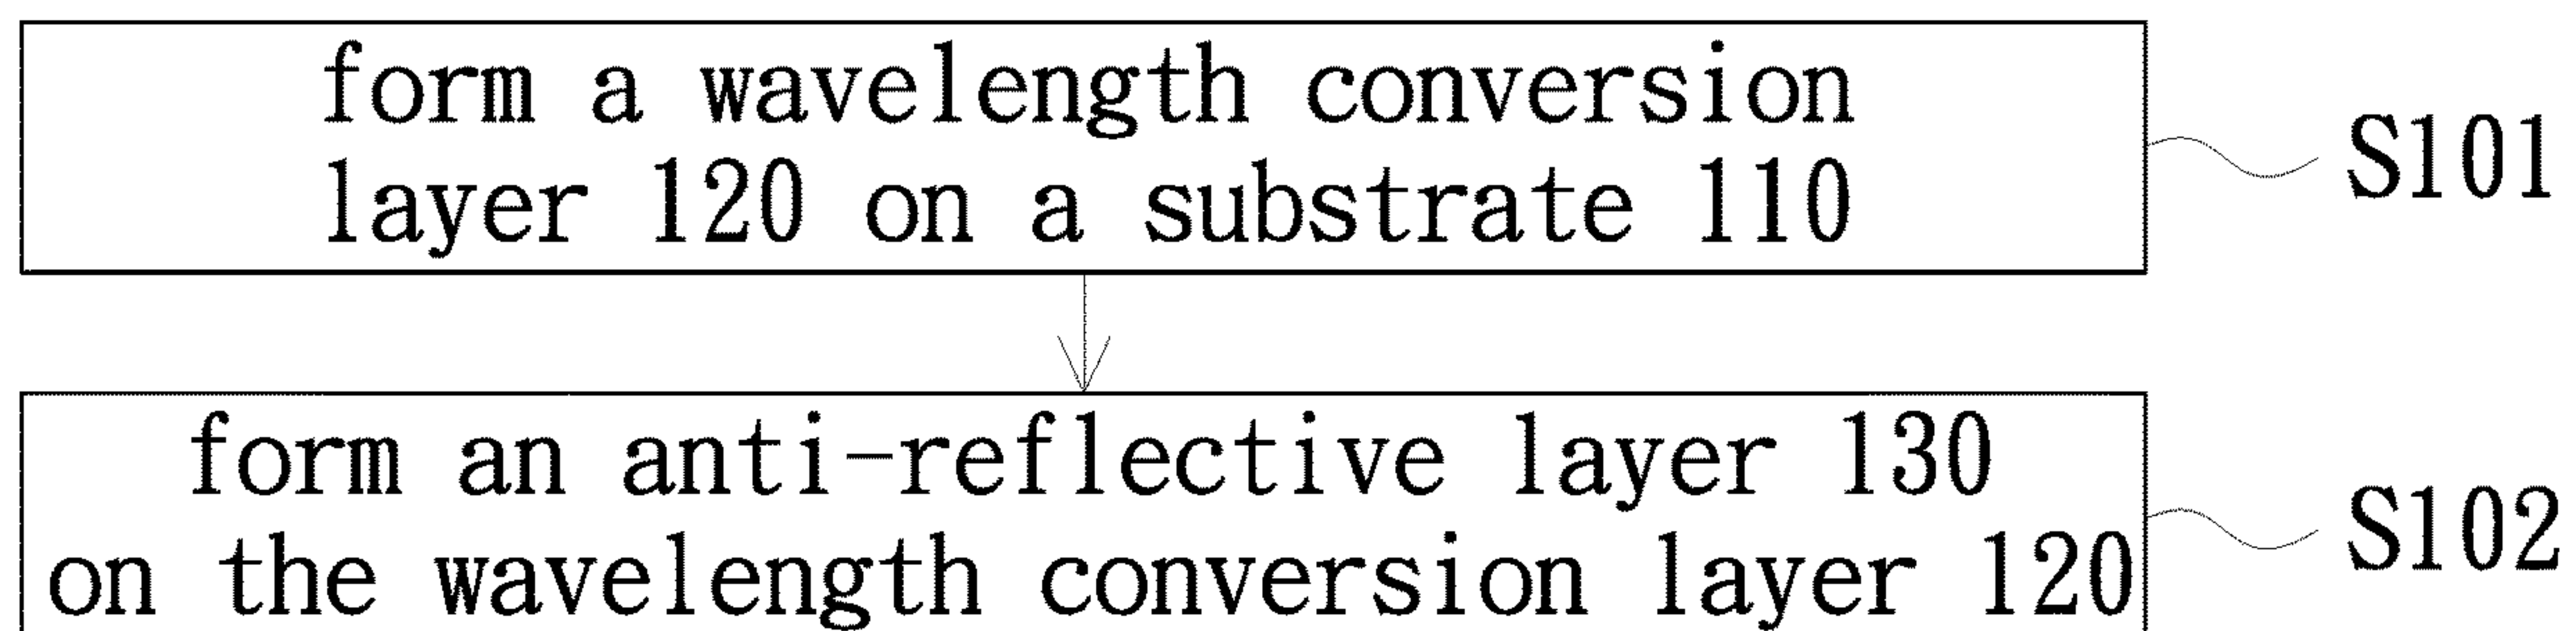 form a wavelength conversion
layer 120 on a substrate 110
S101
form an anti-reflective layer 130
on the wavelength conversion layer 120
S102